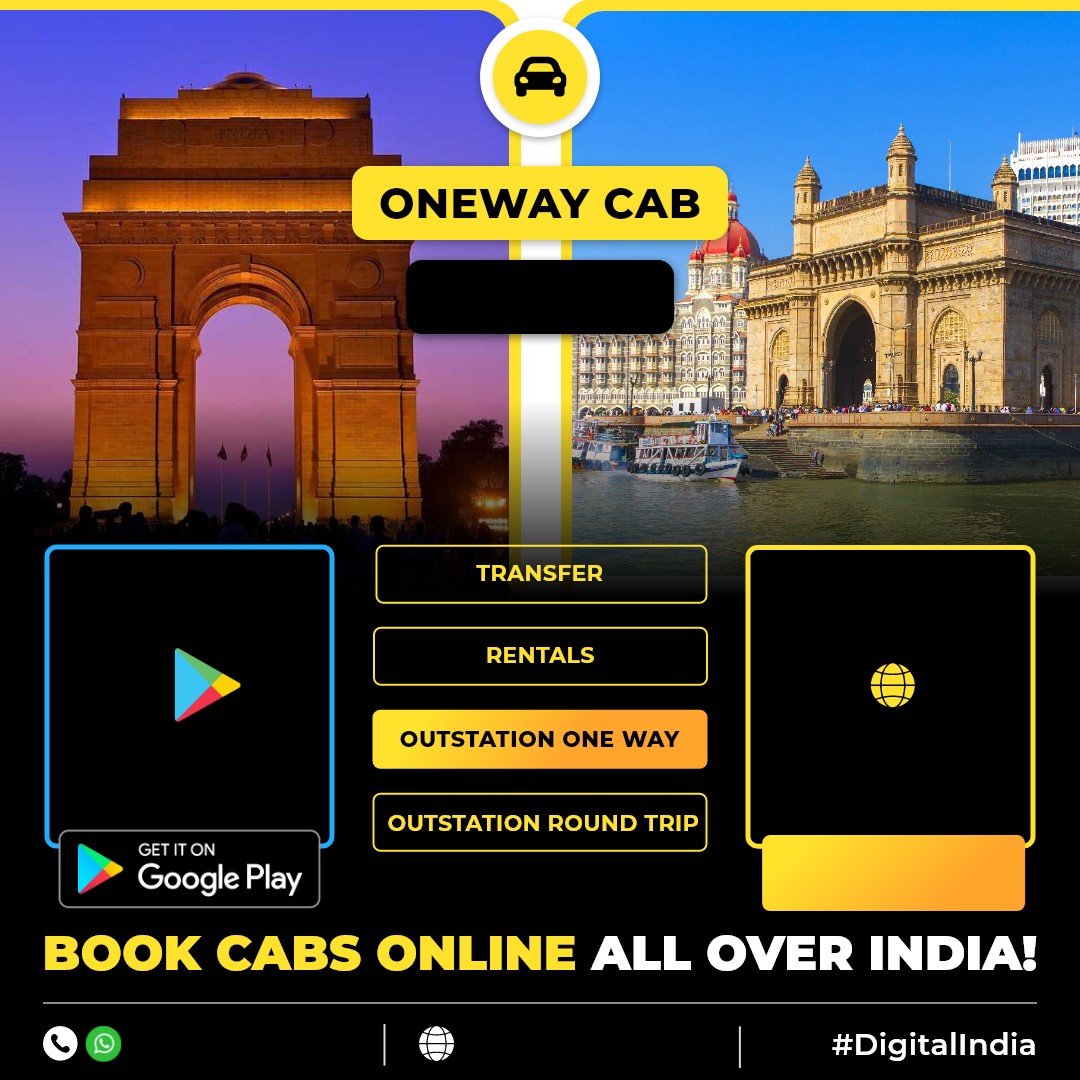 INDIA
ONEWAY CAB
TRANSFER
RENTALS
OUTSTATION ONE WAY
OUTSTATION ROUND TRIP
GET IT ON
Google Play
BOOK CABS ONLINE ALL OVER INDIA!
#DigitalIndia